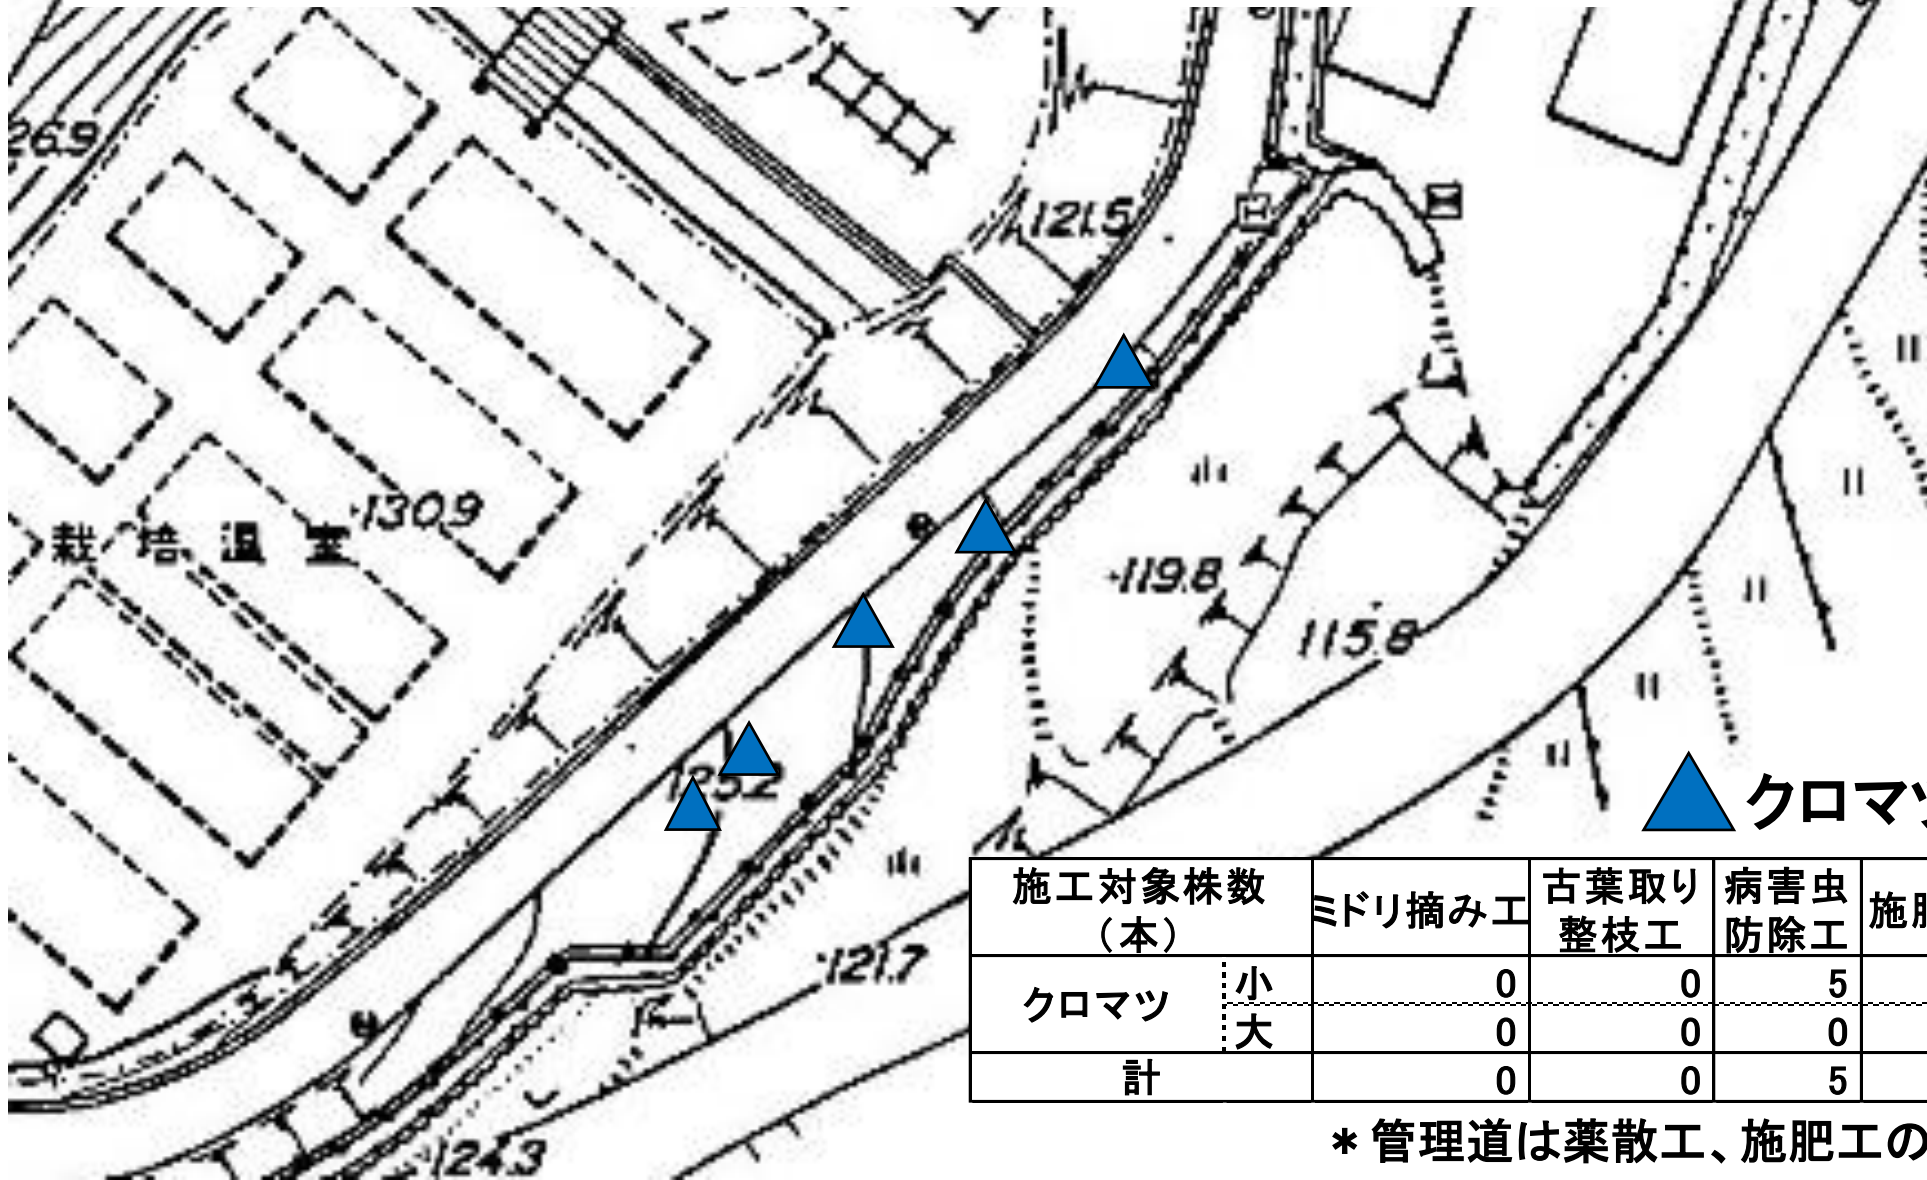 26.9
121.5
130.9
栽培温室
119.8
115.8
125.2
クロマツ
施工対象株数
(本)
ミドリ摘み工
古葉取り
整枝工
病害虫
防除工
施肥
クロマツ
小
0
0
5
大
0
0
0
計
0
0
5
121.7
124.3
*管理道は薬散工、施肥工の